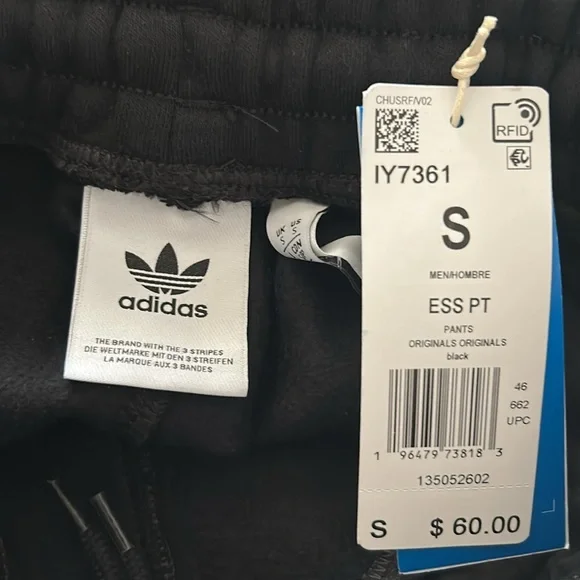 adidas
THE BRAND WITH THE 3 STRIPES
DIE WELTMARKE MIT DEN 3 STREIFEN
LA MARQUE AUX 3 BANDES
UK US
S S
CHUSRF/V02
RFID
IY7361
S
MEN/HOMBRE
ESS PT
PANTS
ORIGINALS ORIGINALS
black
46
662
UPC
1 96479 73818 3
135052602
S $ 60.00